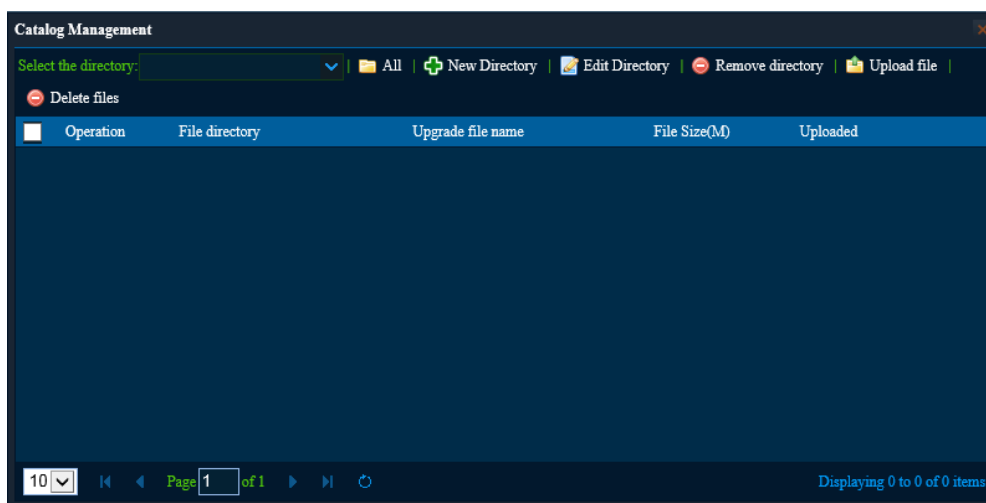 Catalog Management
Select the directory: | All | New Directory | Edit Directory | Remove directory | Upload file |
Delete files
Operation File directory Upgrade file name File Size(M) Uploaded
10 Page 1 of 1 Displaying 0 to 0 of 0 items